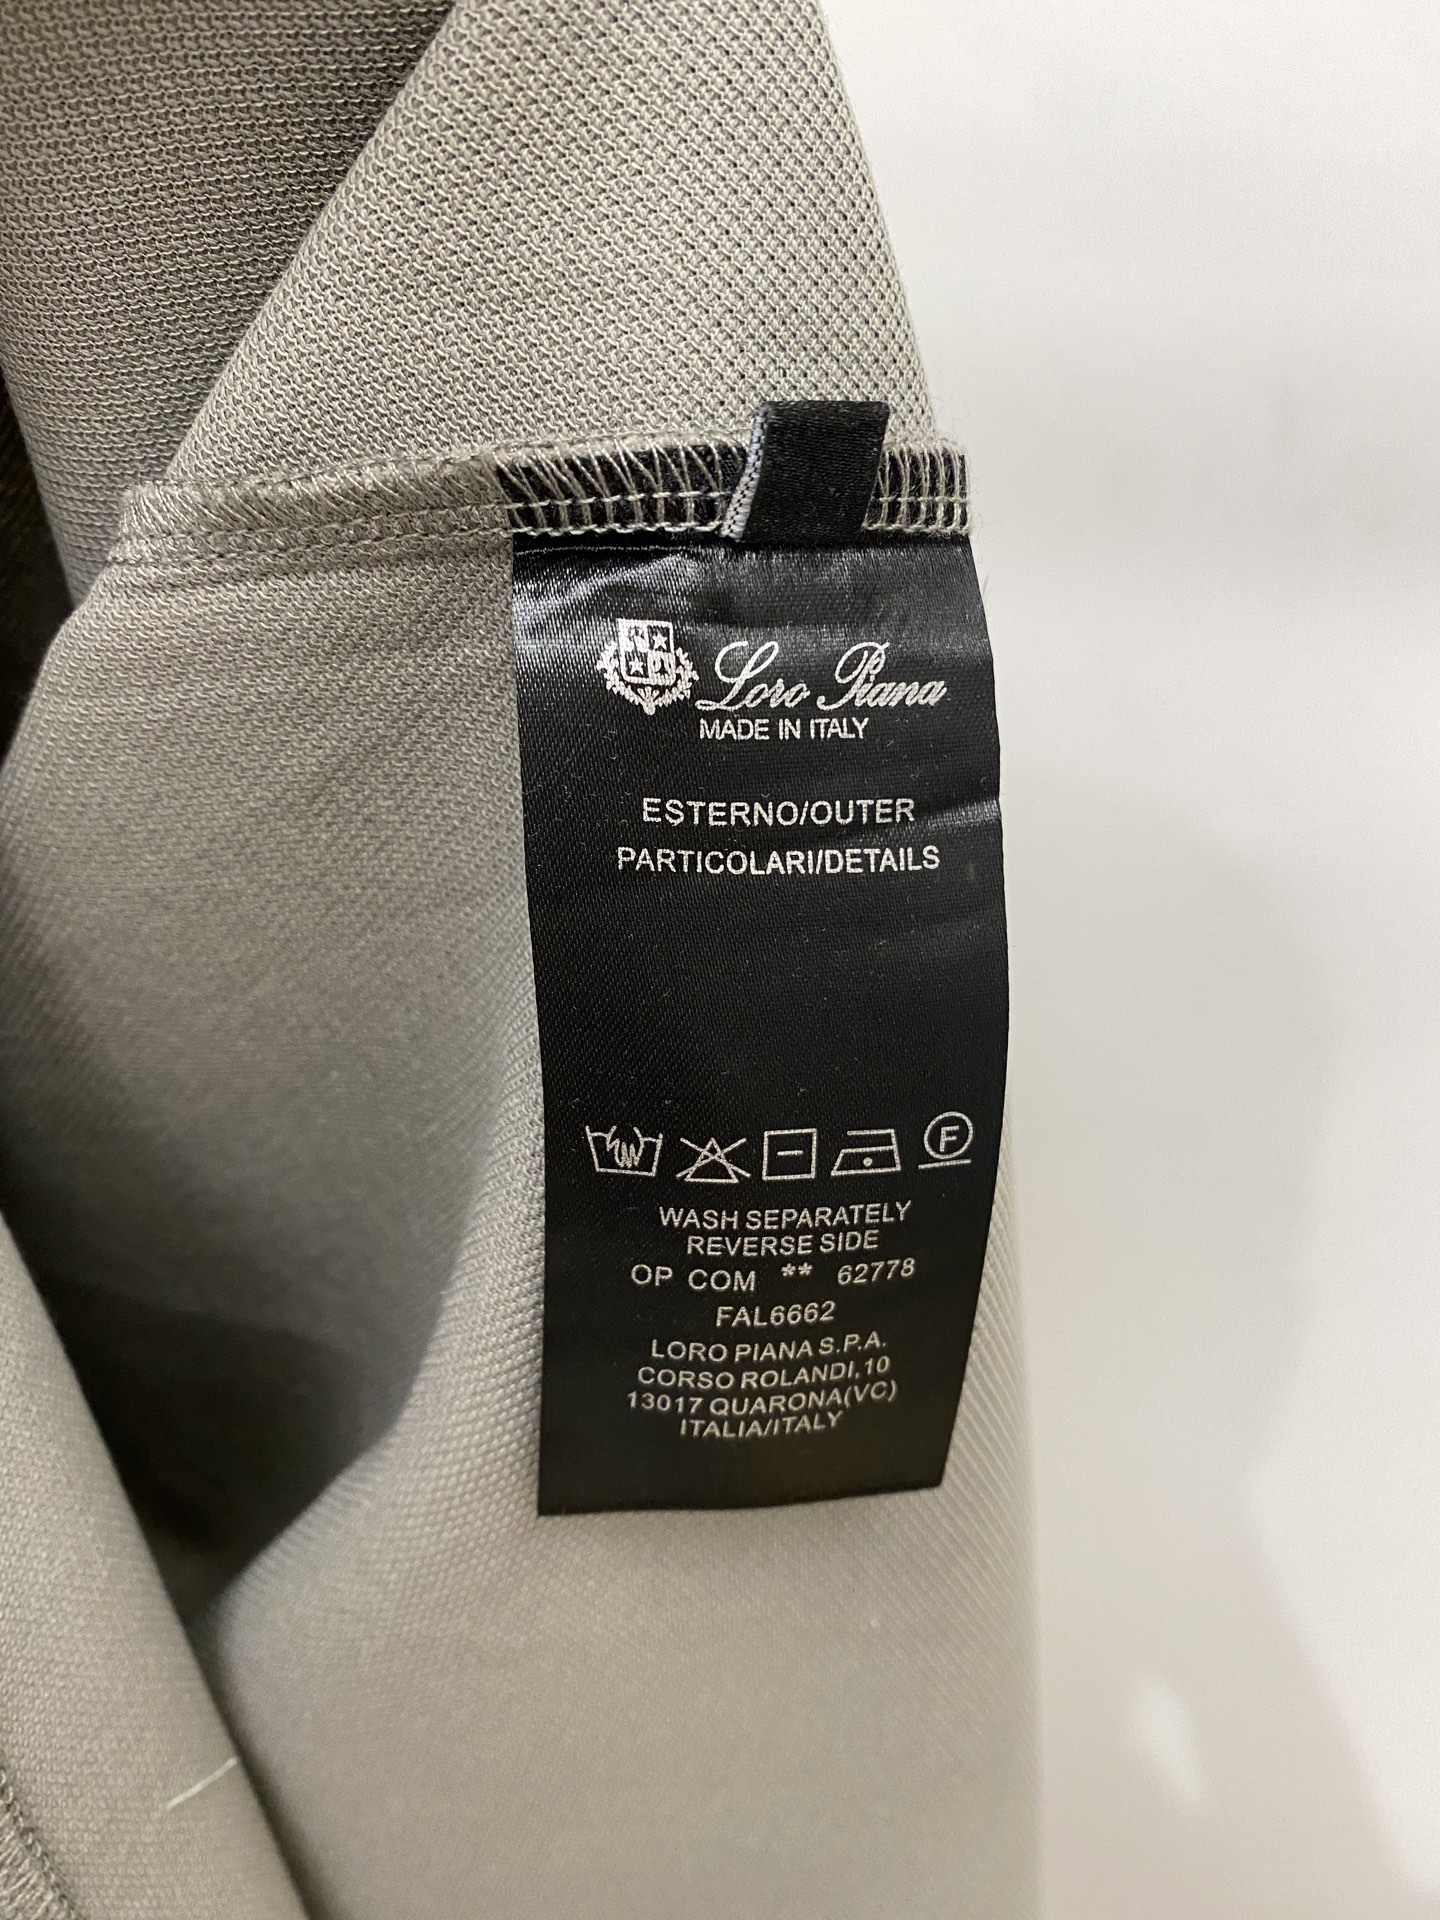 Loro Piana
MADE IN ITALY
ESTERNO/OUTER
PARTICOLARI/DETAILS
F
WASH SEPARATELY
REVERSE SIDE
OP COM ** 62778
FAL6662
LORO PIANA S.P.A.
CORSO ROLANDI,10
13017 QUARONA(VC)
ITALIA/ITALY